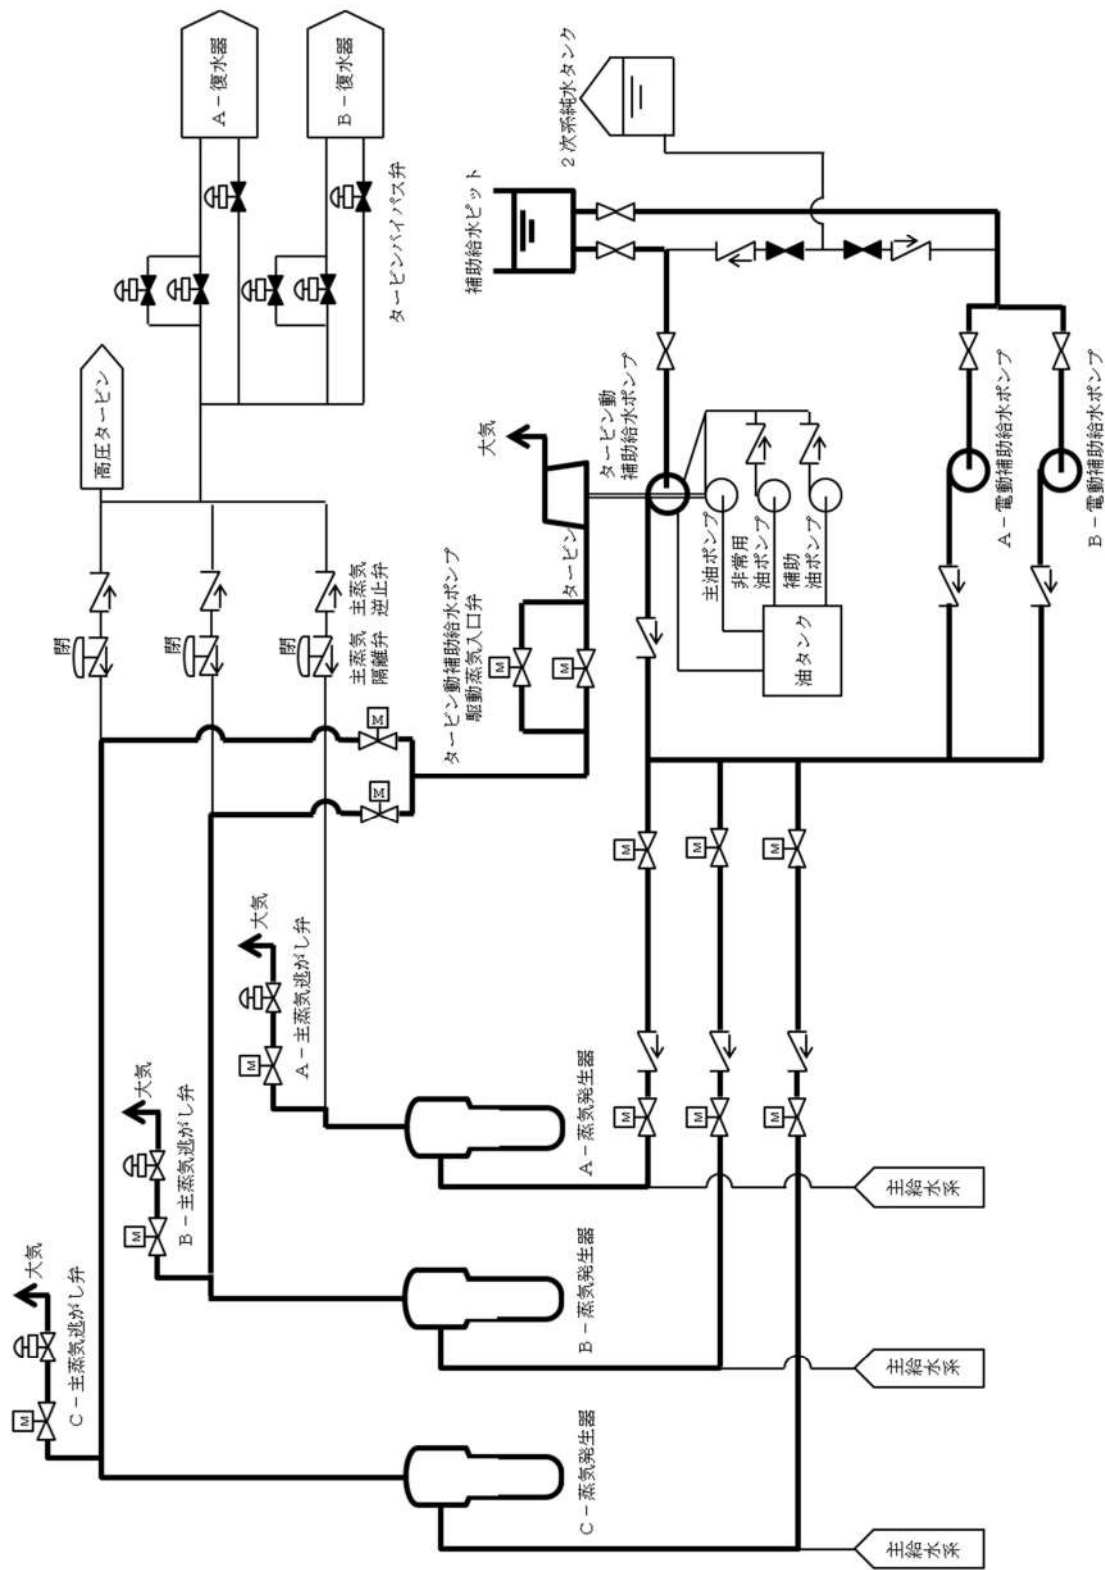 C－主蒸気逃がし弁
大気
M
B－主蒸気逃がし弁
大気
M
A－主蒸気逃がし弁
大気
M
C－蒸気発生器
B－蒸気発生器
A－蒸気発生器
主給水系
主給水系
主給水系
閉
閉
閉
主蒸気
隔離弁
主蒸気
逆止弁
高圧タービン
A－復水器
B－復水器
タービンバイパス弁
M
M
タービン動補助給水ポンプ
駆動蒸気入口弁
M
M
タービン
大気
タービン動
補助給水ポンプ
補助給水ピット
2次系純水タンク
主油ポンプ
非常用
油ポンプ
補助
油ポンプ
油タンク
A－電動補助給水ポンプ
B－電動補助給水ポンプ
M
M
M
M
M
M